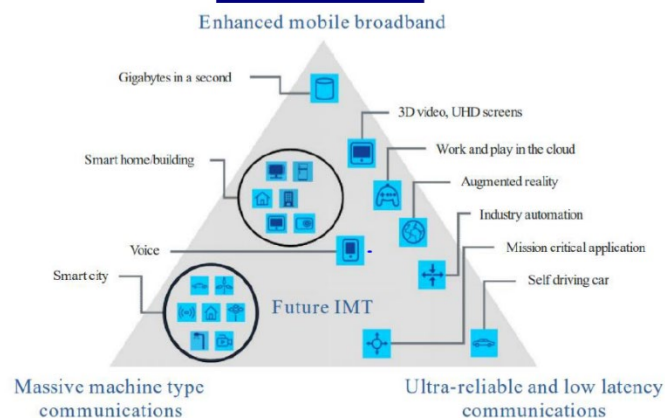 Enhanced mobile broadband
Gigabytes in a second
3D video, UHD screens
Work and play in the cloud
Smart home/building
Augmented reality
Industry automation
Voice
Mission critical application
Smart city
Self driving car
Future IMT
Massive machine type
communications
Ultra-reliable and low latency
communications